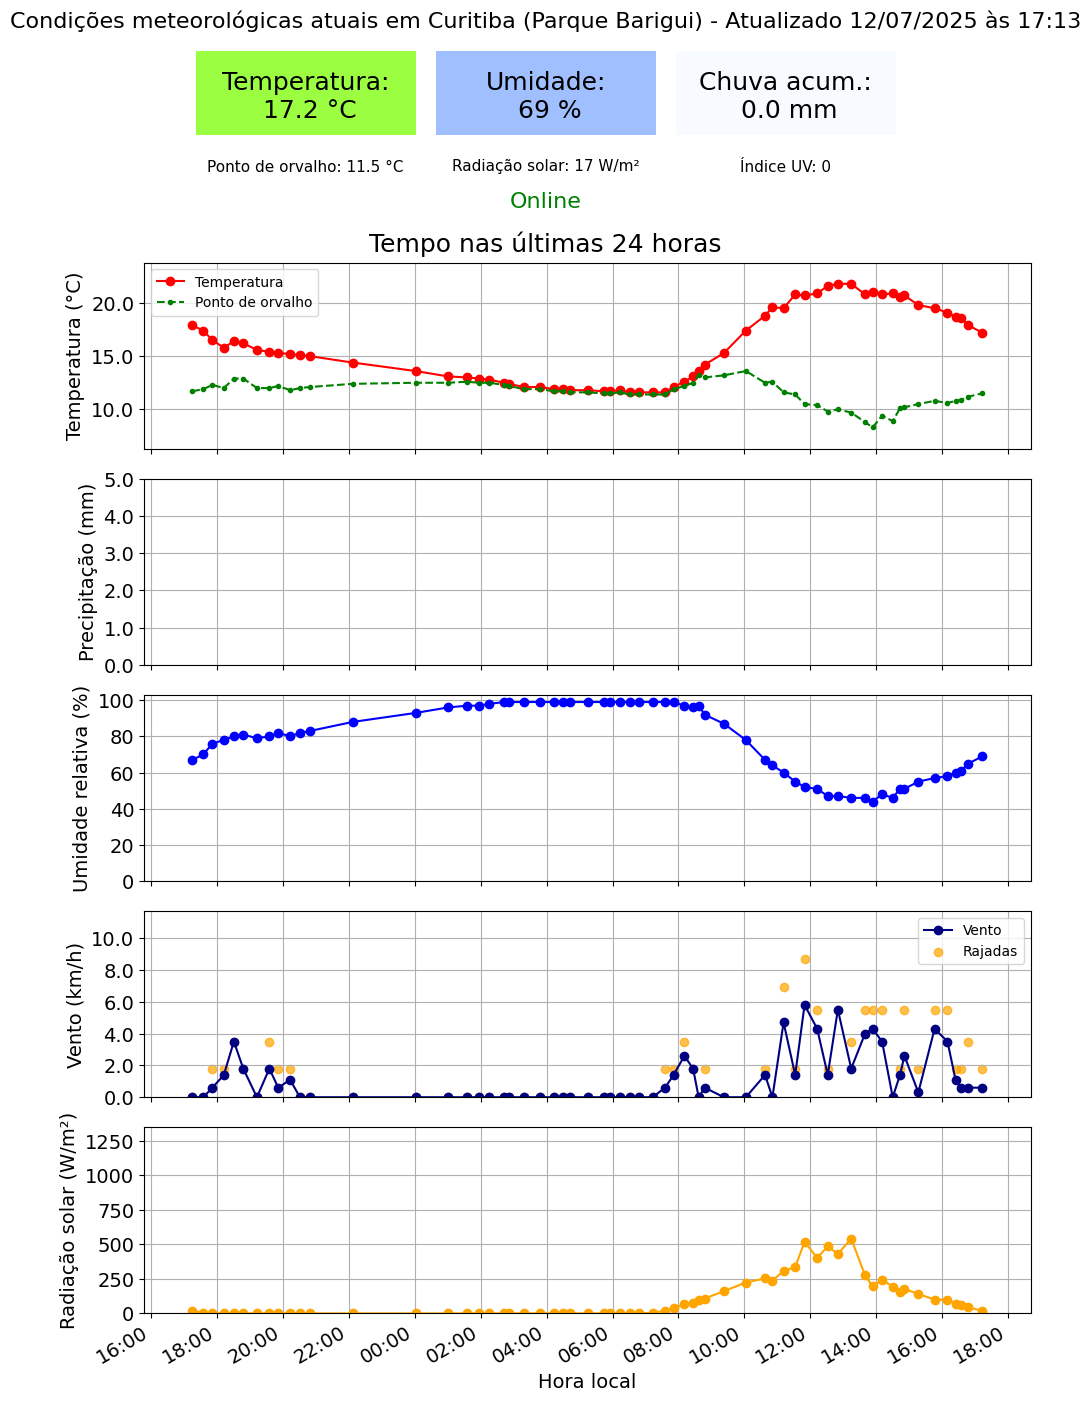 Condições meteorológicas atuais em Curitiba (Parque Barigui) - Atualizado 12/07/2025 às 17:13
Temperatura:
17.2 °C
Umidade:
69 %
Chuva acum.:
0.0 mm
Ponto de orvalho: 11.5 °C
Radiação solar: 17 W/m²
Índice UV: 0
Online
Tempo nas últimas 24 horas
Temperatura (°C)
20.0
15.0
10.0
Temperatura
Ponto de orvalho
Precipitação (mm)
5.0
4.0
3.0
2.0
1.0
0.0
Umidade relativa (%)
100
80
60
40
20
0
Vento (km/h)
10.0
8.0
6.0
4.0
2.0
0.0
Vento
Rajadas
Radiação solar (W/m²)
1250
1000
750
500
250
0
16:00
18:00
20:00
22:00
00:00
02:00
04:00
06:00
08:00
10:00
12:00
14:00
16:00
18:00
Hora local